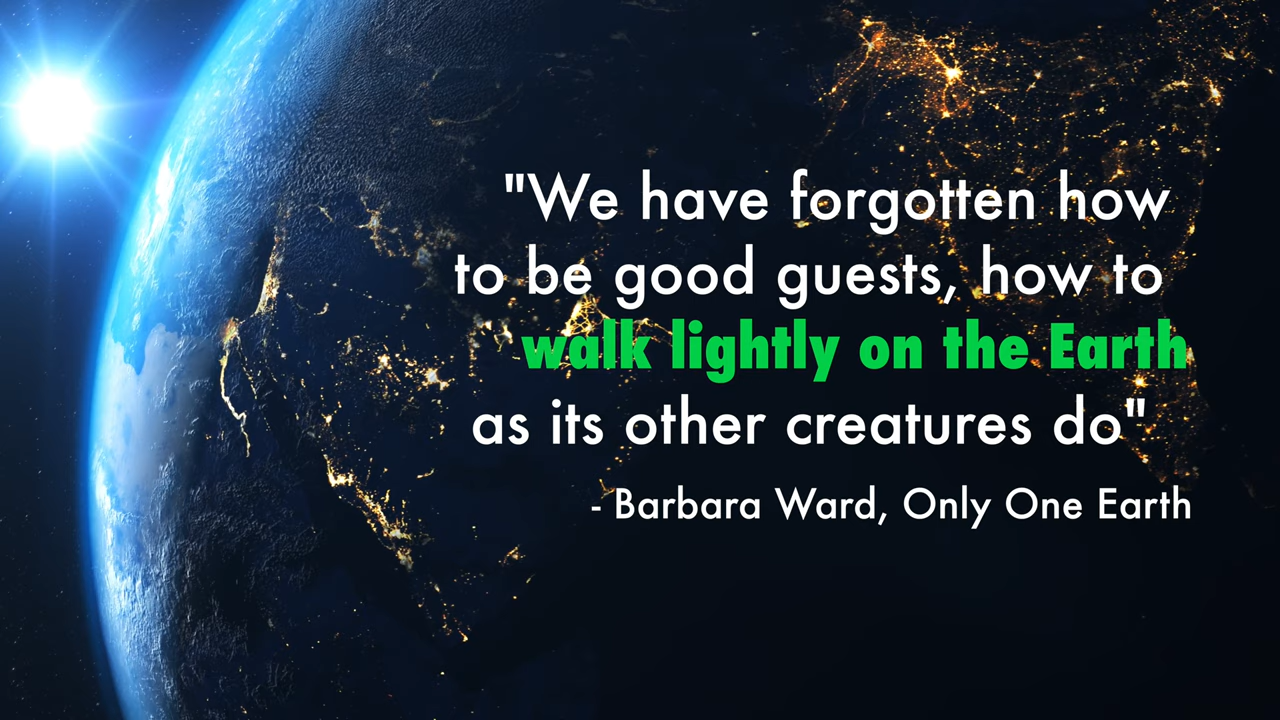 "We have forgotten how
to be good guests, how to
walk lightly on the Earth
as its other creatures do"
- Barbara Ward, Only One Earth